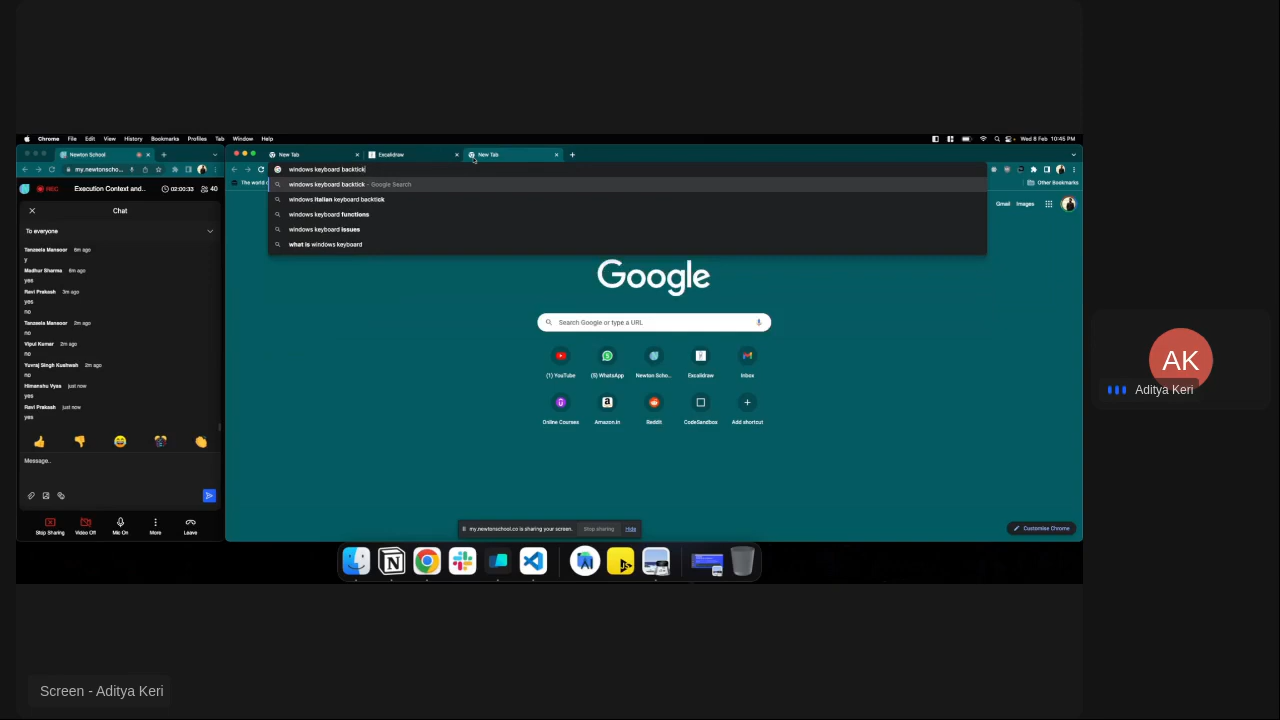 Chrome File Edit View History Bookmarks Profiles Tab Window Help
Wed 8 Feb 10:45 PM
Newton School
my.newtonscho...
New Tab
Excalidraw
New Tab
windows keyboard backtick
windows keyboard backtick - Google Search
windows italian keyboard backtick
windows keyboard functions
windows keyboard issues
what is windows keyboard
The world
Other Bookmarks
Gmail Images
REC Execution Context and... 02:00:33 40
Chat
To everyone
Tanzeela Mansoor 6m ago
y
Madhur Sharma 6m ago
yes
Ravi Prakash 3m ago
yes
no
Tanzeela Mansoor 2m ago
no
Vipul Kumar 2m ago
no
Yuvraj Singh Kushwah 2m ago
no
Himanshu Vyas just now
yes
Ravi Prakash just now
yes
Message...
Stop Sharing Video Off Mic On More Leave
Google
Search Google or type a URL
(1) YouTube (5) WhatsApp Newton Scho... Excalidraw Inbox
Online Courses Amazon.in Reddit CodeSandbox Add shortcut
my.newtonschool.co is sharing your screen. Stop sharing Hide
Customise Chrome
AK
Aditya Keri
Screen - Aditya Keri